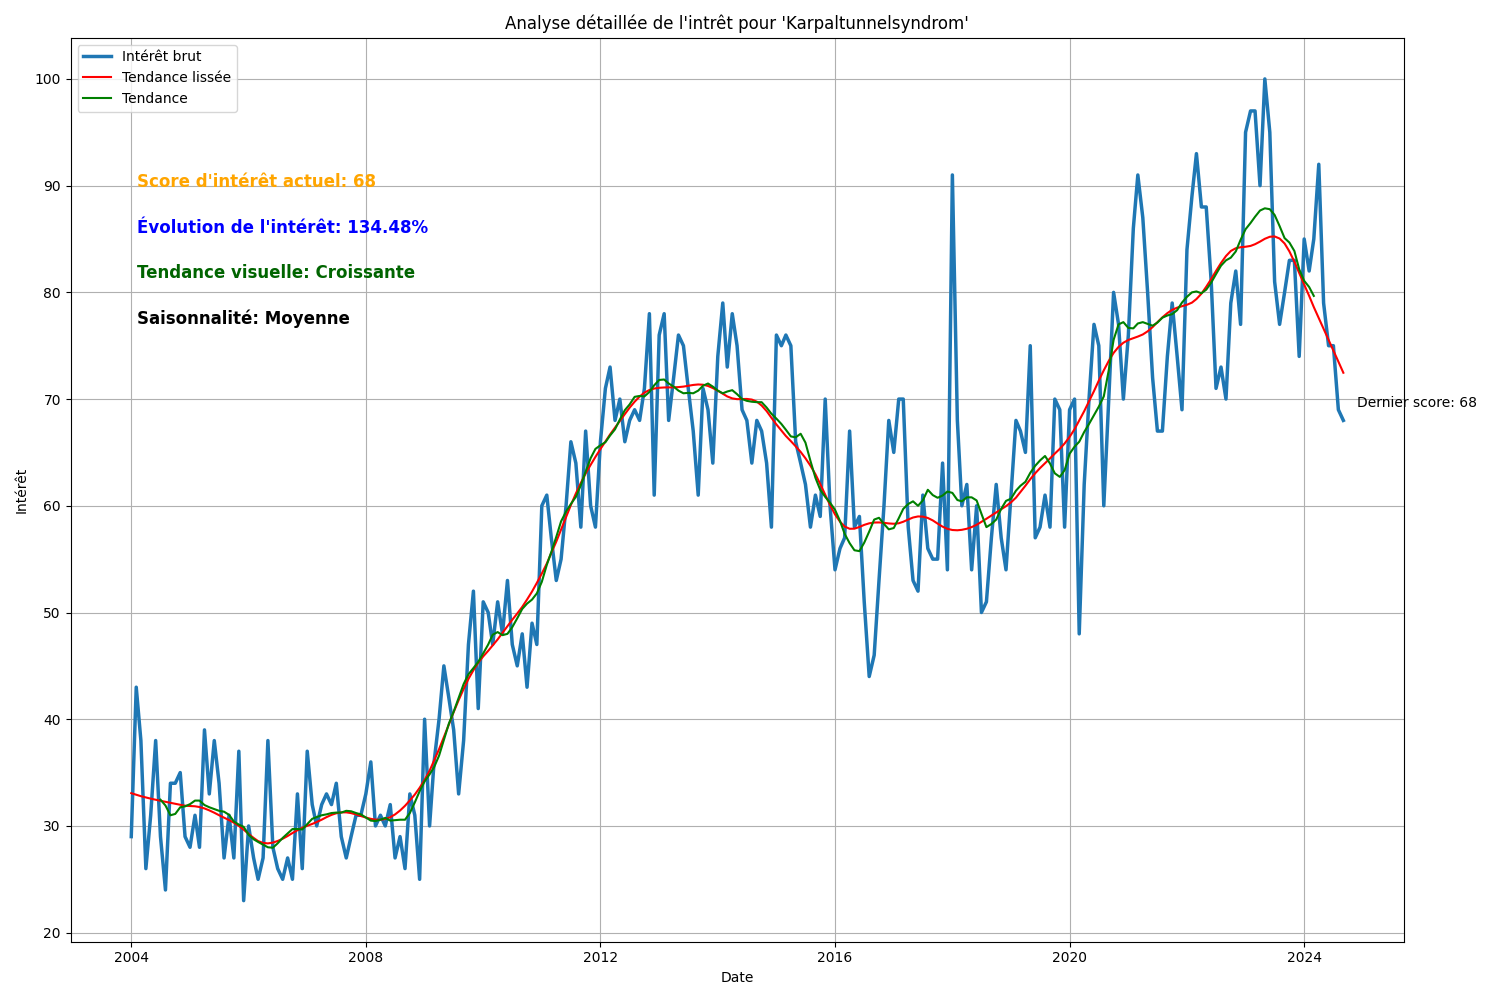 Analyse détaillée de l'intrêt pour 'Karpaltunnelsyndrom'
Intérêt brut
Tendance lissée
Tendance
Score d'intérêt actuel: 68
Évolution de l'intérêt: 134.48%
Tendance visuelle: Croissante
Saisonnalité: Moyenne
Dernier score: 68
Intérêt
100
90
80
70
60
50
40
30
20
2004 2008 2012 2016 2020 2024
Date